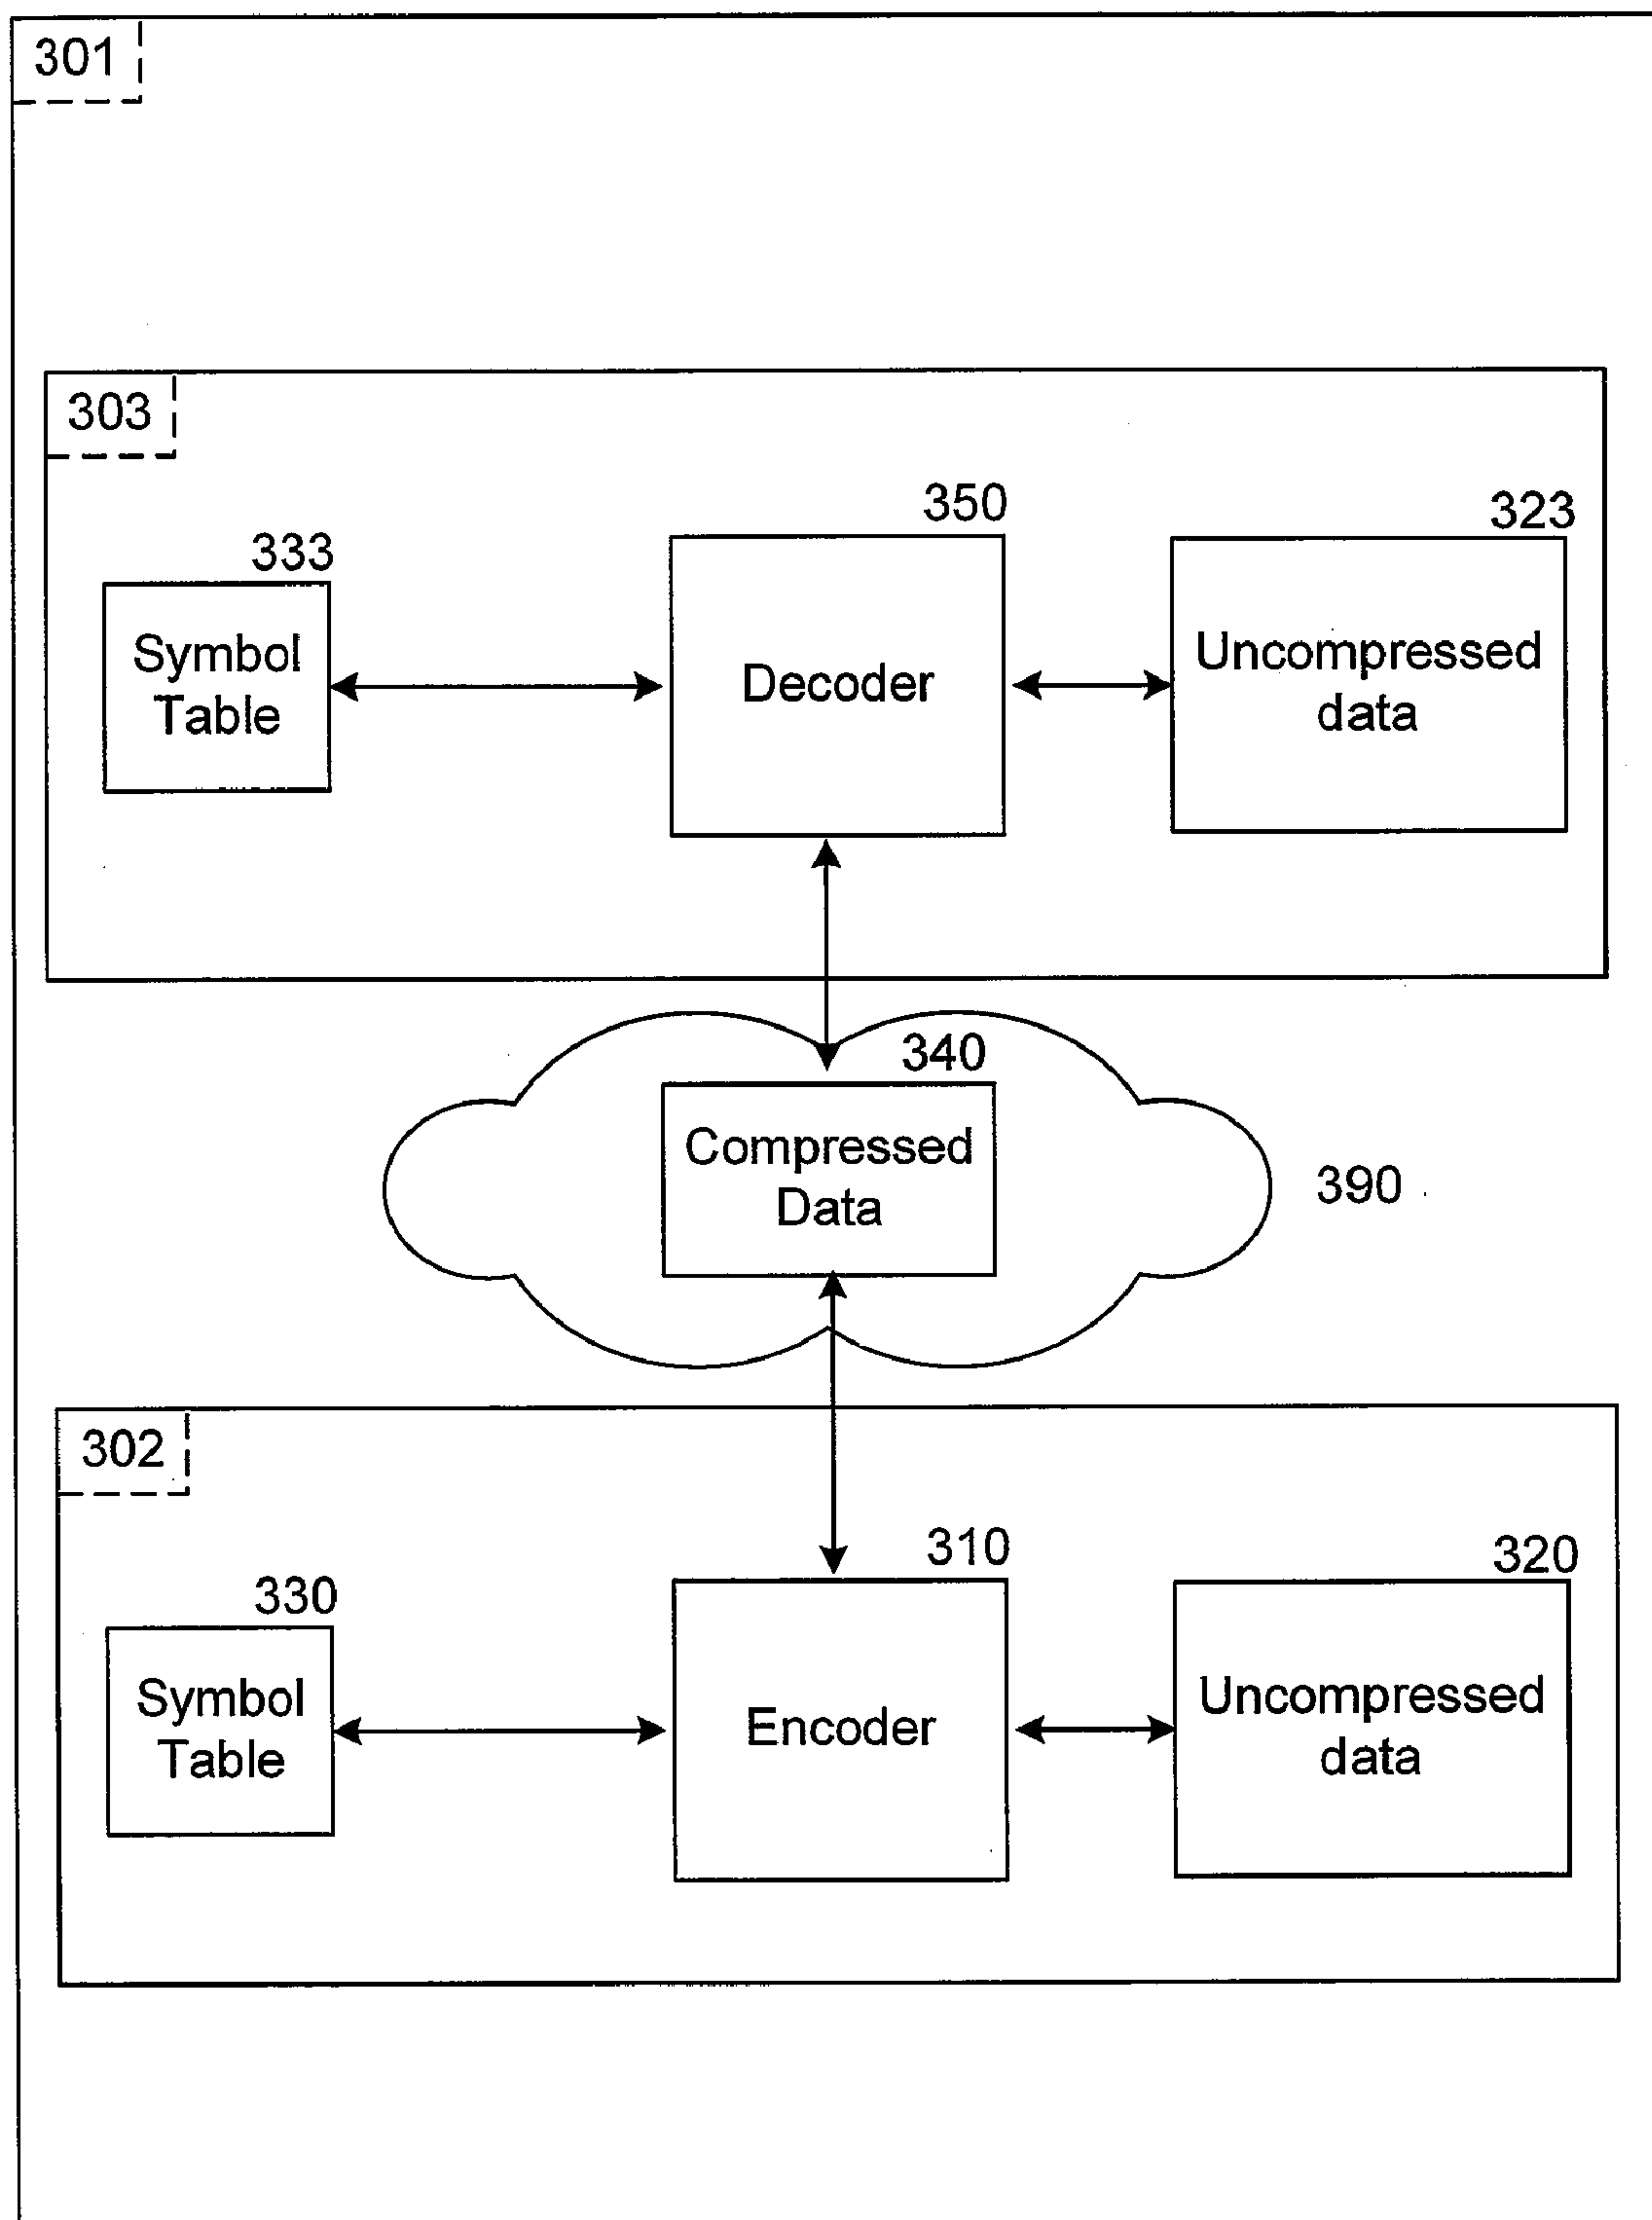 301
303
350
323
333
Symbol
Table
Decoder
Uncompressed
data
340
Compressed
Data
390
302
310
320
330
Symbol
Table
Encoder
Uncompressed
data